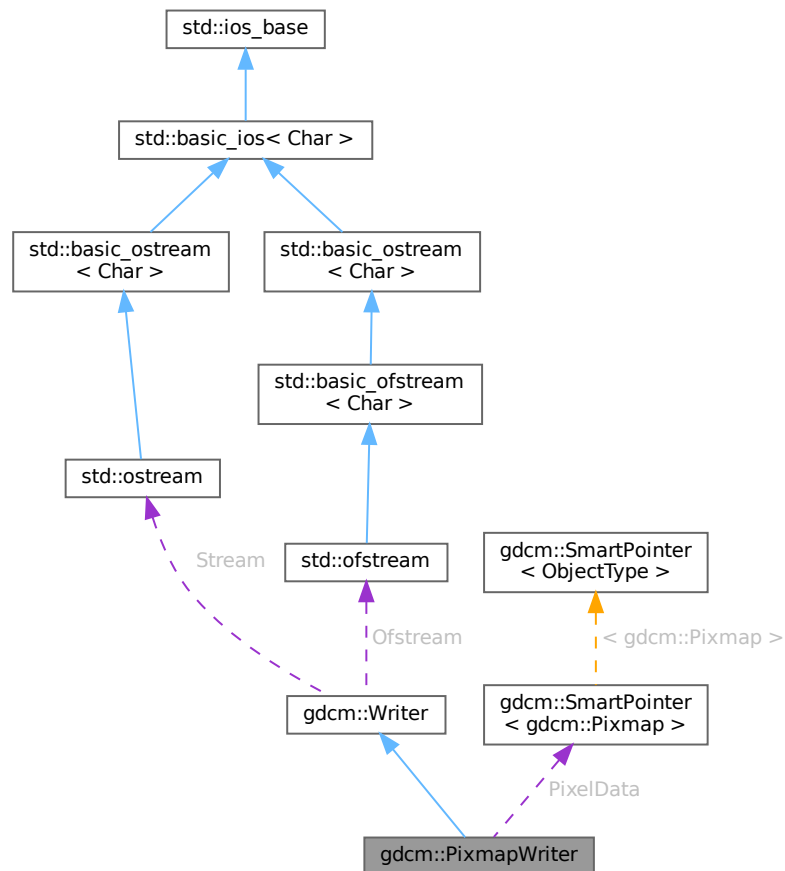 std::ios_base
std::basic_ios< Char >
std::basic_ostream
< Char >
std::basic_ostream
< Char >
std::basic_ofstream
< Char >
std::ostream
std::ofstream
gdcm::SmartPointer
< ObjectType >
Stream
Ofstream
< gdcm::Pixmap >
gdcm::Writer
gdcm::SmartPointer
< gdcm::Pixmap >
PixelData
gdcm::PixmapWriter